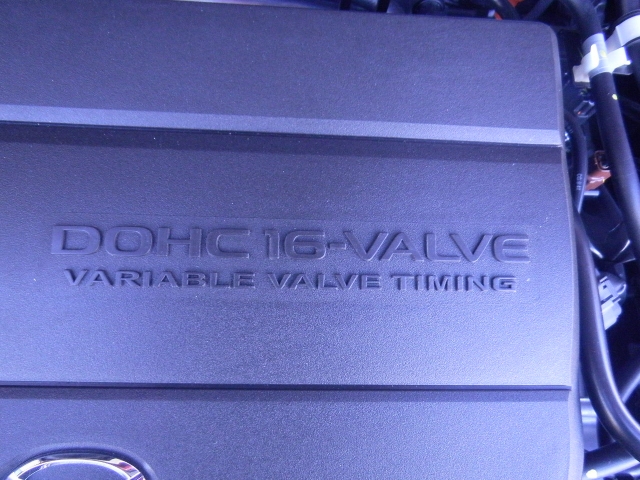 DOHC 16-VALVE
VARIABLE VALVE TIMING